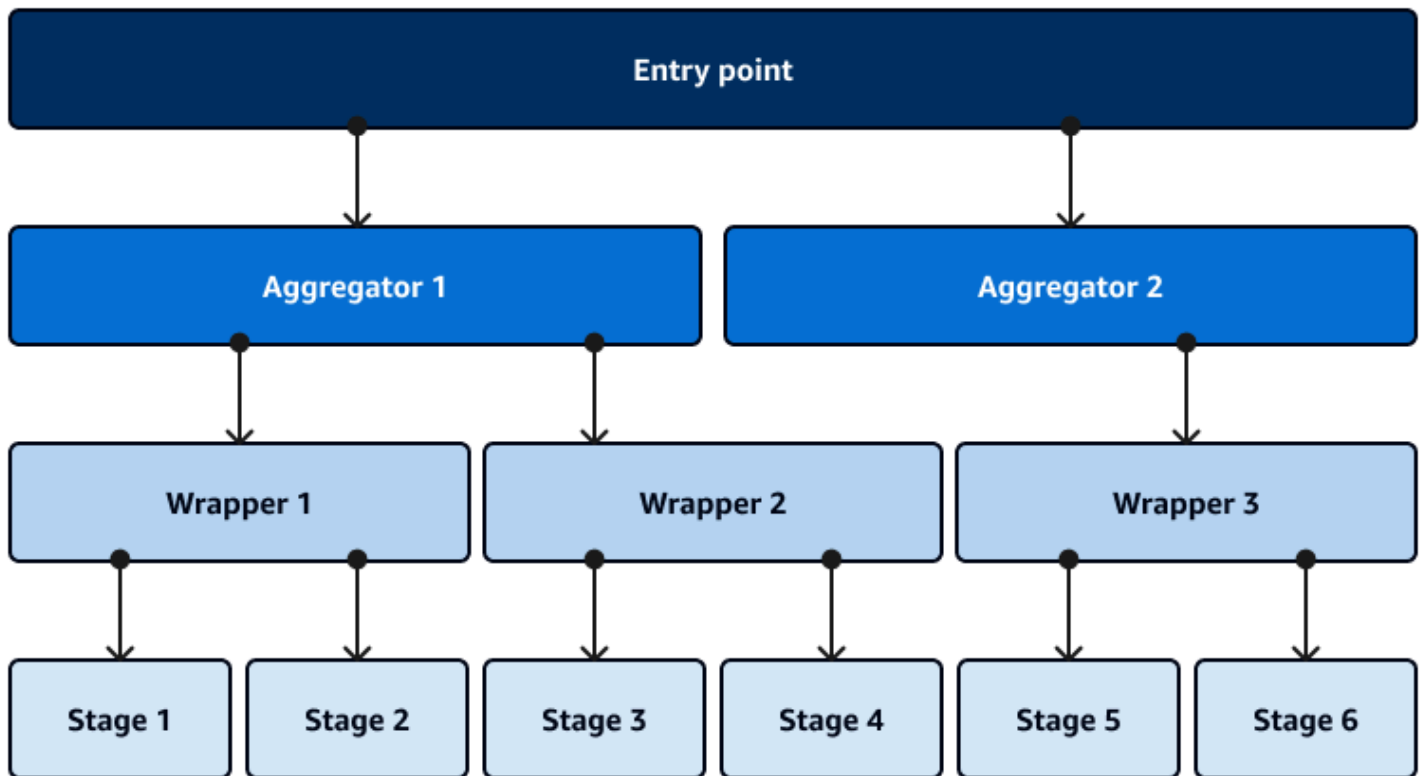 Entry point
Aggregator 1
Aggregator 2
Wrapper 1
Wrapper 2
Wrapper 3
Stage 1
Stage 2
Stage 3
Stage 4
Stage 5
Stage 6